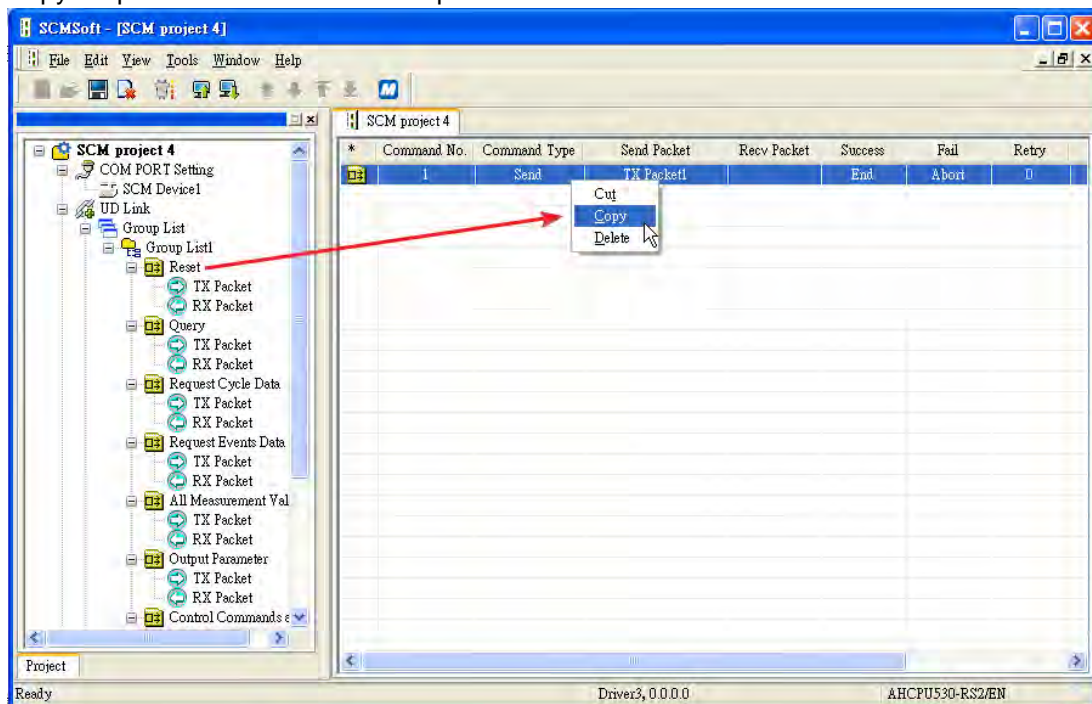 SCMSoft - [SCM project 4]
File Edit View Tools Window Help
SCM project 4
* Command No. Command Type Send Packet Recv Packet Success Fail Retry
1 Send TX Packet1 End Abort 0
Cut
Copy
Delete
SCM project 4
COM PORT Setting
SCM Device1
UD Link
Group List
Group List1
Reset
TX Packet
RX Packet
Query
TX Packet
RX Packet
Request Cycle Data
TX Packet
RX Packet
Request Events Data
TX Packet
RX Packet
All Measurement Val
TX Packet
RX Packet
Output Parameter
TX Packet
RX Packet
Control Commands
Project
Ready Driver3, 0.0.0.0 AHCPU530-RS2/EN